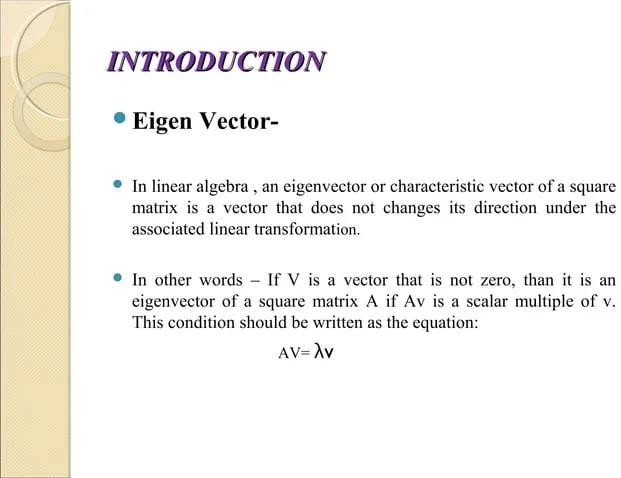 INTRODUCTION
Eigen Vector-
In linear algebra , an eigenvector or characteristic vector of a square
matrix is a vector that does not changes its direction under the
associated linear transformation.
In other words – If V is a vector that is not zero, than it is an
eigenvector of a square matrix A if Av is a scalar multiple of v.
This condition should be written as the equation:
AV= λv